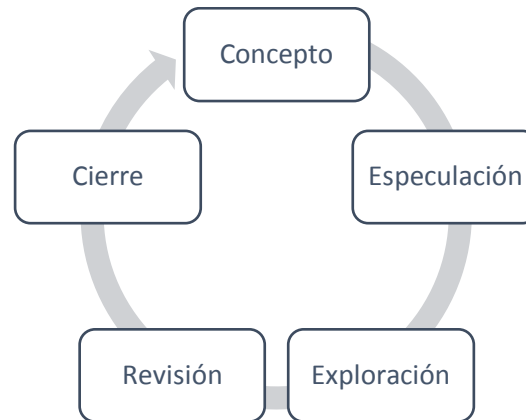 Concepto
Especulación
Exploración
Revisión
Cierre